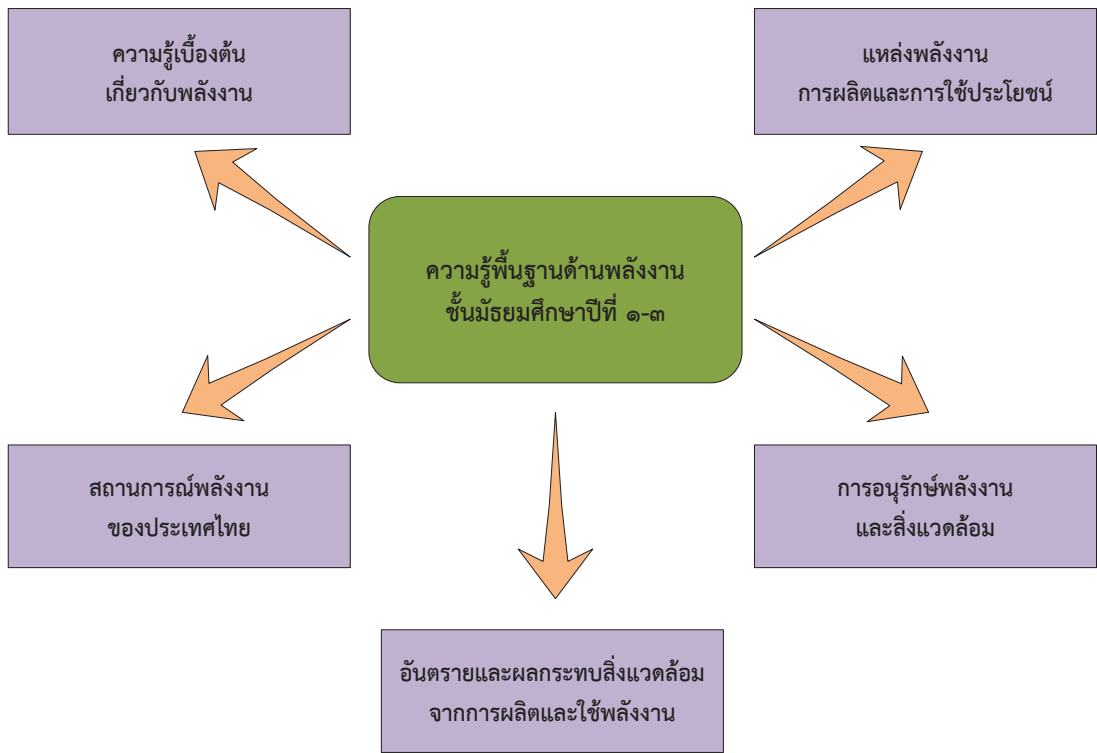 ความรู้เบื้องต้น
เกี่ยวกับพลังงาน
แหล่งพลังงาน
การผลิตและการใช้ประโยชน์
ความรู้พื้นฐานด้านพลังงาน
ชั้นมัธยมศึกษาปีที่ ๑-๓
สถานการณ์พลังงาน
ของประเทศไทย
การอนุรักษ์พลังงาน
และสิ่งแวดล้อม
อันตรายและผลกระทบสิ่งแวดล้อม
จากการผลิตและใช้พลังงาน